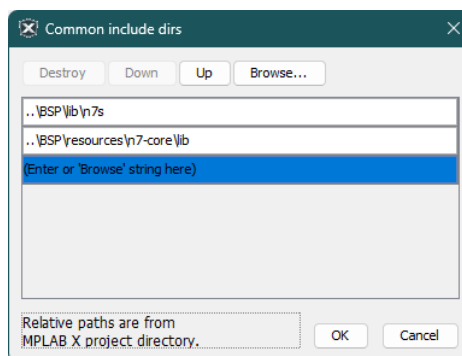 Common include dirs
Destroy Down Up Browse...
..\BSP\lib\n7s
..\BSP\resources\n7-core\lib
(Enter or 'Browse' string here)
Relative paths are from
MPLAB X project directory.
OK Cancel